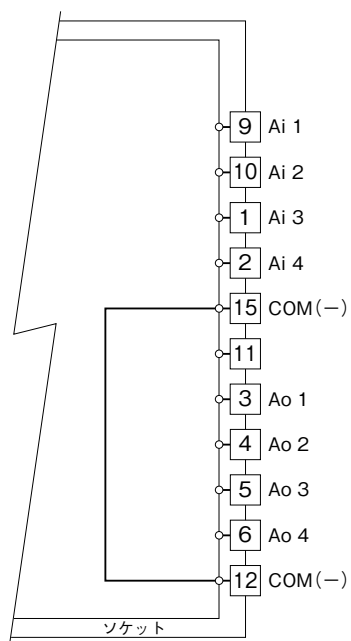 9 Ai 1
10 Ai 2
1 Ai 3
2 Ai 4
15 COM(−)
11
3 Ao 1
4 Ao 2
5 Ao 3
6 Ao 4
12 COM(−)
ソケット